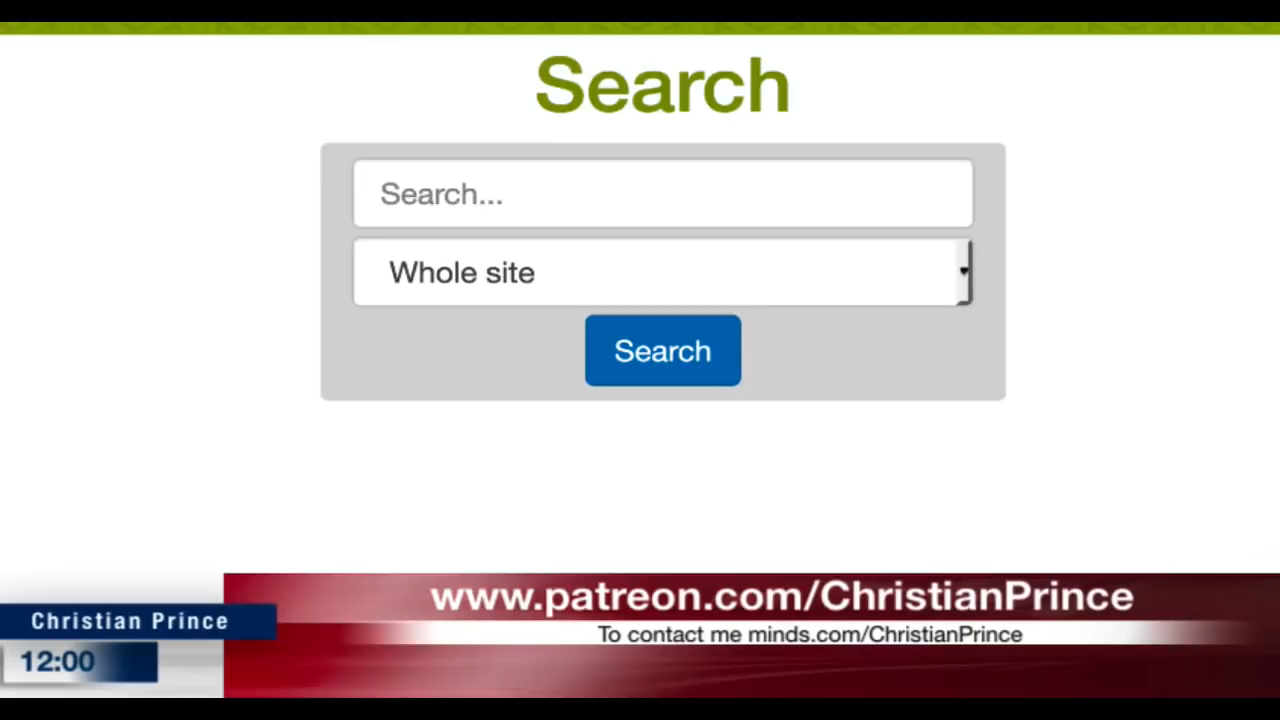 Search
Search...
Whole site
Search
www.patreon.com/ChristianPrince
Christian Prince
To contact me minds.com/ChristianPrince
12:00